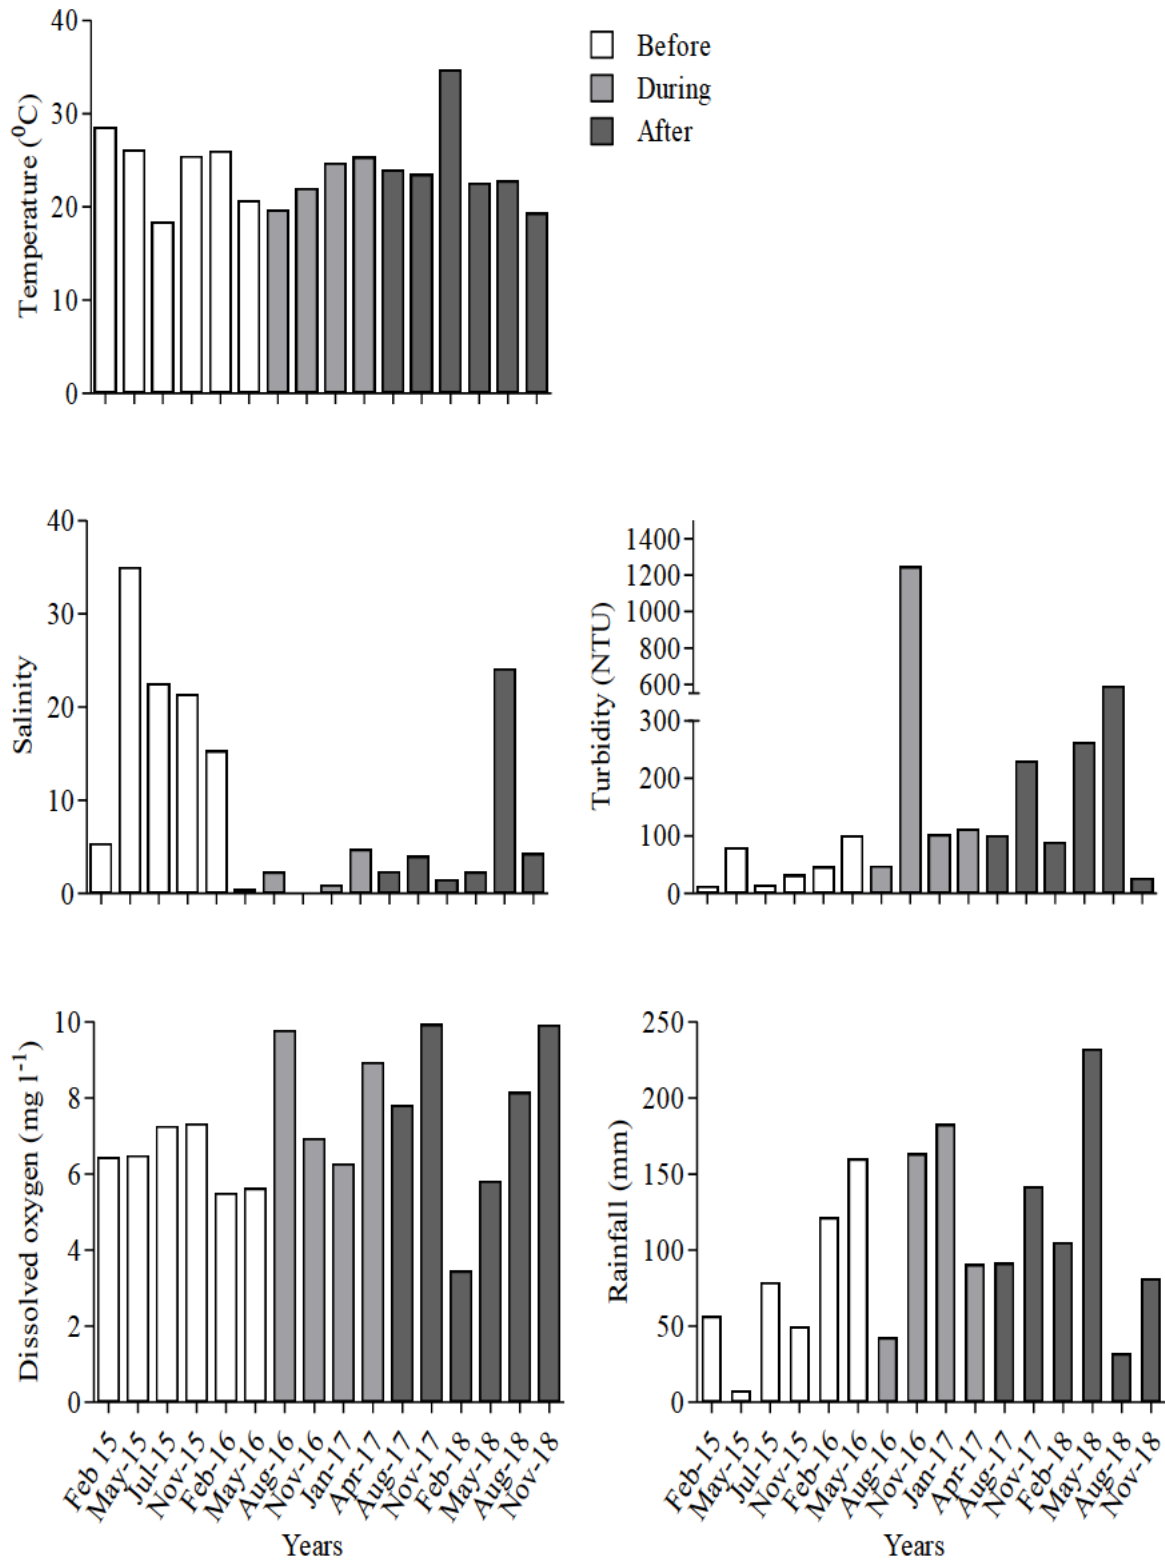 40
30
20
10
0
Temperature (⁰C)
Before
During
After
40
30
20
10
0
Salinity
1400
1200
1000
800
600
300
200
100
0
Turbidity (NTU)
10
8
6
4
2
0
Dissolved oxygen (mg l⁻¹)
Feb 15
May-15
Jul-15
Nov-15
Feb-16
May-16
Aug-16
Nov-16
Jan-17
Apr-17
Aug-17
Nov-17
Feb-18
May-18
Aug-18
Nov-18
Years
250
200
150
100
50
0
Rainfall (mm)
Feb-15
May-15
Jul-15
Nov-15
Feb-16
May-16
Aug-16
Nov-16
Jan-17
Apr-17
Aug-17
Nov-17
Feb-18
May-18
Aug-18
Nov-18
Years